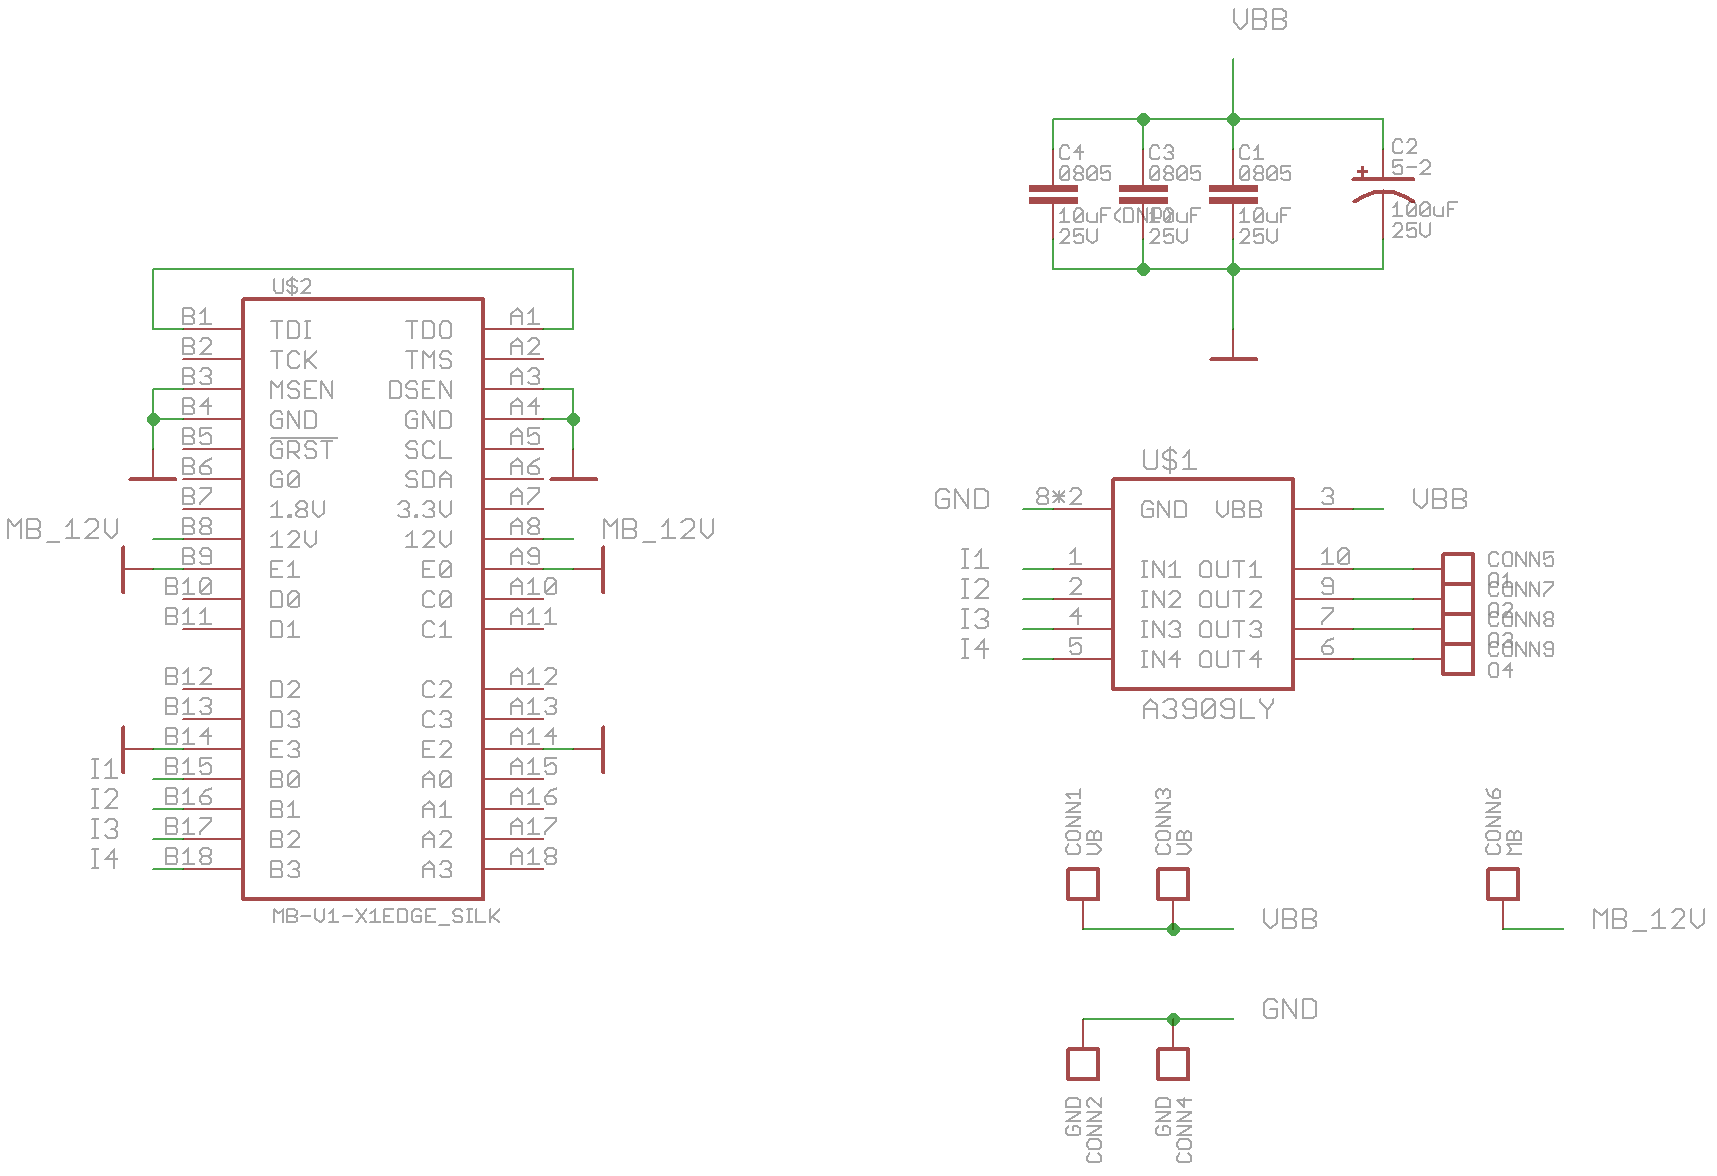 VBB
C4
0805
10uF(DNP)
25V
C3
0805
10uF
25V
C1
0805
10uF
25V
C2
5-2
100uF
25V
U$2
B1 TDI TDO A1
B2 TCK TMS A2
B3 MSEN DSEN A3
B4 GND GND A4
B5 GRST SCL A5
B6 G0 SDA A6
B7 1.8V 3.3V A7
MB_12V B8 12V 12V A8 MB_12V
B9 E1 E0 A9
B10 D0 C0 A10
B11 D1 C1 A11
B12 D2 C2 A12
B13 D3 C3 A13
B14 E3 E2 A14
I1 B15 B0 A0 A15
I2 B16 B1 A1 A16
I3 B17 B2 A2 A17
I4 B18 B3 A3 A18
MB-V1-X1EDGE_SILK
U$1
GND 8*2 GND VBB 3 VBB
I1 1 IN1 OUT1 10
I2 2 IN2 OUT2 9
I3 4 IN3 OUT3 7
I4 5 IN4 OUT4 6
A3909LY
CONN5
O1
CONN7
O2
CONN8
O3
CONN9
O4
CONN1
VB
CONN3
VB
VBB
CONN6
MB
MB_12V
GND
GND
CONN2
GND
CONN4